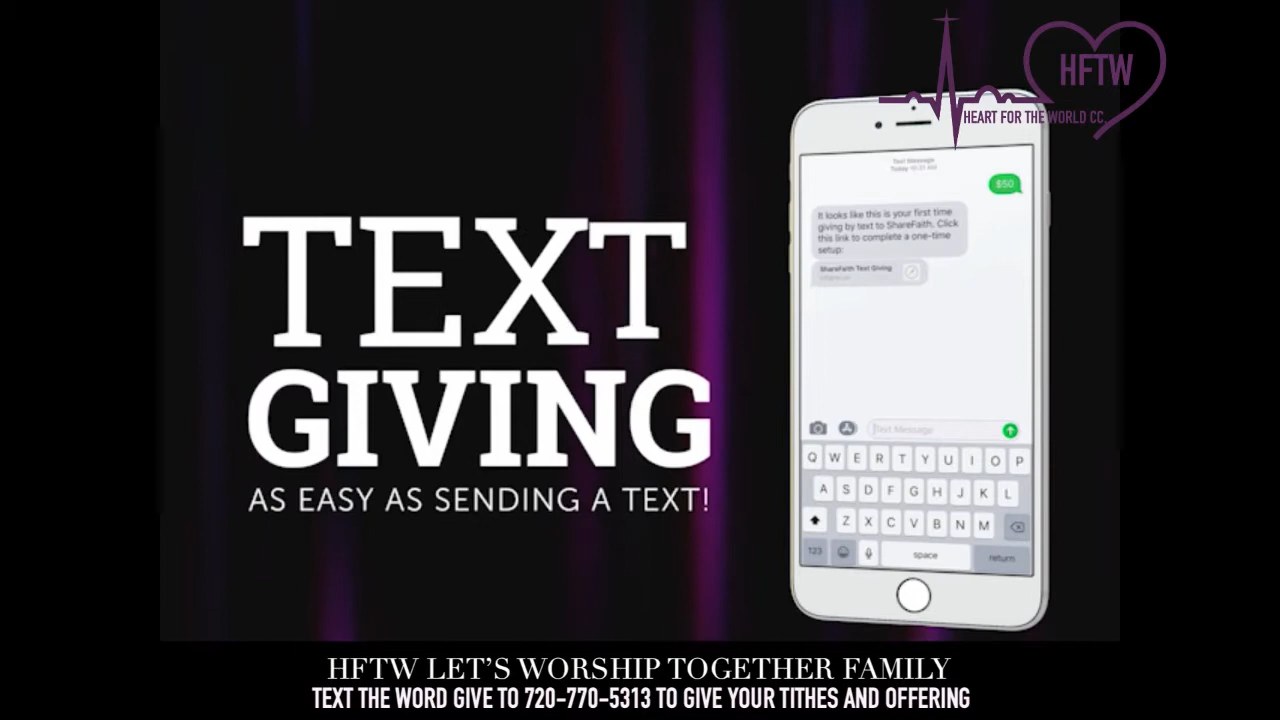 HFTW
HEART FOR THE WORLD CC.
TEXT
GIVING
AS EASY AS SENDING A TEXT!
Text Message
Today
$50
It looks like this is your first time
giving by text to ShareFaith. Click
this link to complete a one-time
setup:
ShareFaith Text Giving
Text Message
Q W E R T Y U I O P
A S D F G H J K L
Z X C V B N M
123 space return
HFTW LET'S WORSHIP TOGETHER FAMILY
TEXT THE WORD GIVE TO 720-770-5313 TO GIVE YOUR TITHES AND OFFERING